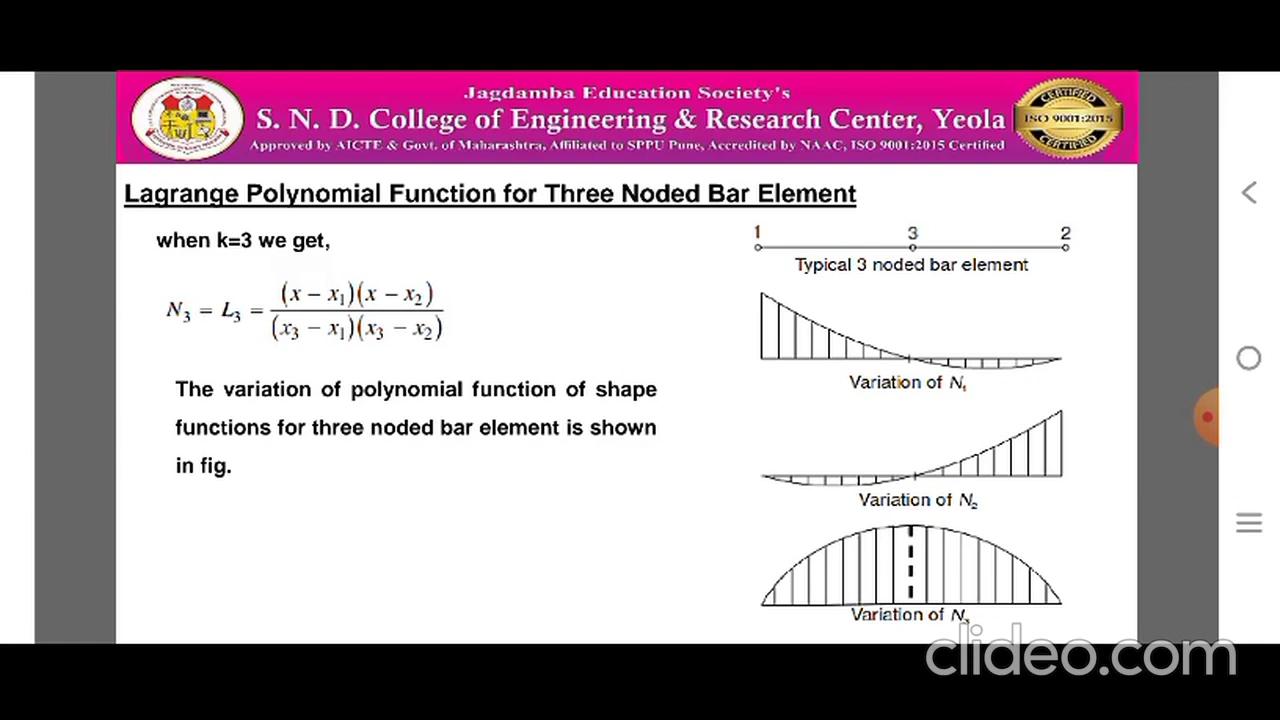 Jagdamba Education Society's
S. N. D. College of Engineering & Research Center, Yeola
Approved by AICTE & Govt. of Maharashtra, Affiliated to SPPU Pune, Accredited by NAAC, ISO 9001:2015 Certified
CERTIFIED
ISO 9001:2015
CERTIFIED
Lagrange Polynomial Function for Three Noded Bar Element
when k=3 we get,
N₃ = L₃ = (x − x₁)(x − x₂) / (x₃ − x₁)(x₃ − x₂)
The variation of polynomial function of shape
functions for three noded bar element is shown
in fig.
1 3 2
Typical 3 noded bar element
Variation of N₁
Variation of N₂
Variation of N₃
clideo.com